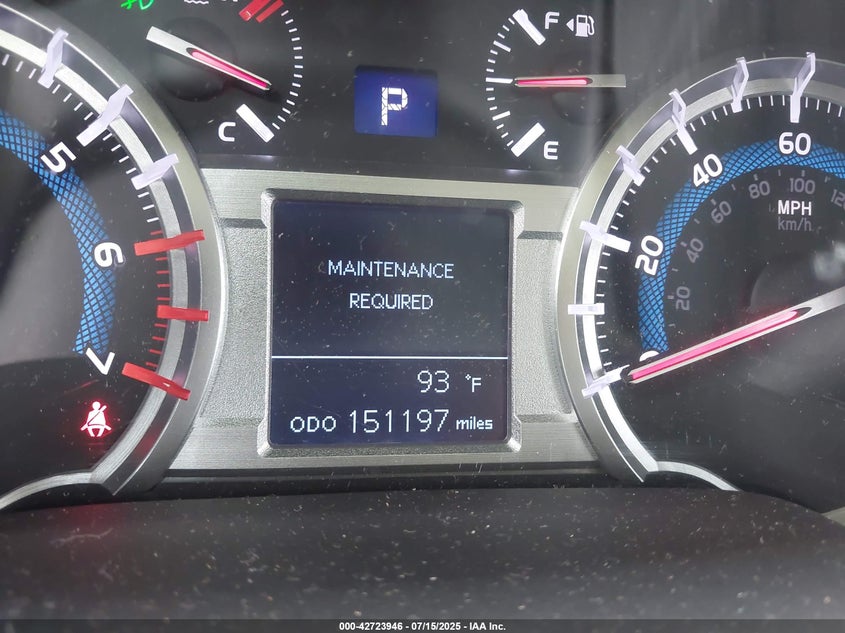 F
P
C
E
5
6
7
60
40
20
120
100
80
60
40
20
MPH
km/h
MAINTENANCE
REQUIRED
93 °F
ODO 151197 miles
000-42723946 - 07/15/2025 - IAA Inc.